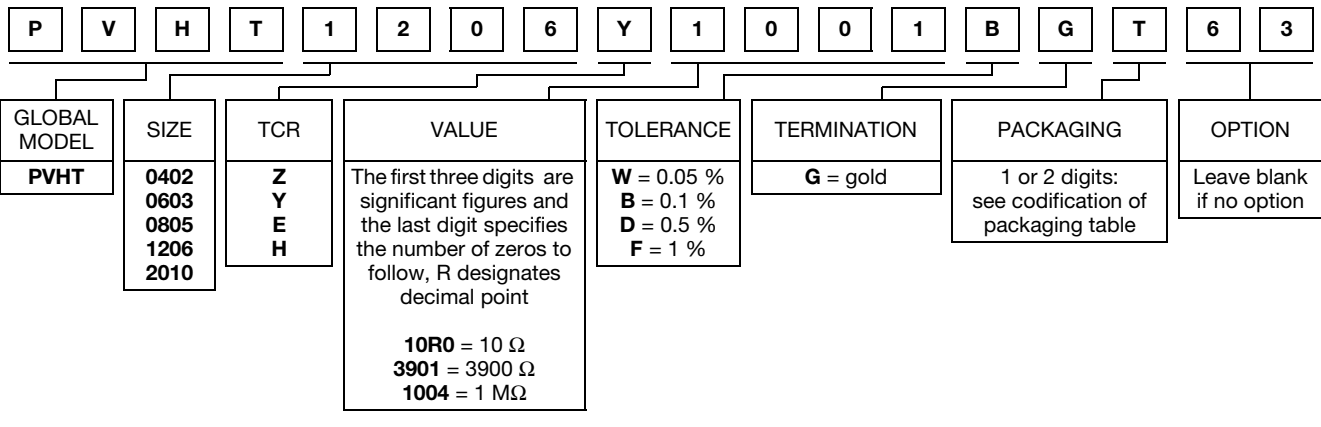 P V H T 1 2 0 6 Y 1 0 0 1 B G T 6 3
GLOBAL
MODEL
PVHT
SIZE
0402
0603
0805
1206
2010
TCR
Z
Y
E
H
VALUE
The first three digits are
significant figures and
the last digit specifies
the number of zeros to
follow, R designates
decimal point
10R0 = 10 Ω
3901 = 3900 Ω
1004 = 1 MΩ
TOLERANCE
W = 0.05 %
B = 0.1 %
D = 0.5 %
F = 1 %
TERMINATION
G = gold
PACKAGING
1 or 2 digits:
see codification of
packaging table
OPTION
Leave blank
if no option